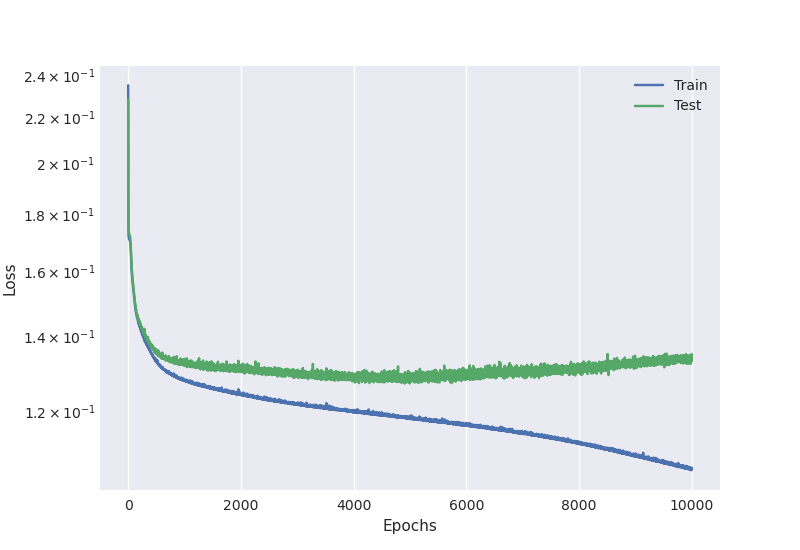 2.4 × 10⁻¹
2.2 × 10⁻¹
2 × 10⁻¹
1.8 × 10⁻¹
1.6 × 10⁻¹
1.4 × 10⁻¹
1.2 × 10⁻¹
Loss
Train
Test
0 2000 4000 6000 8000 10000
Epochs